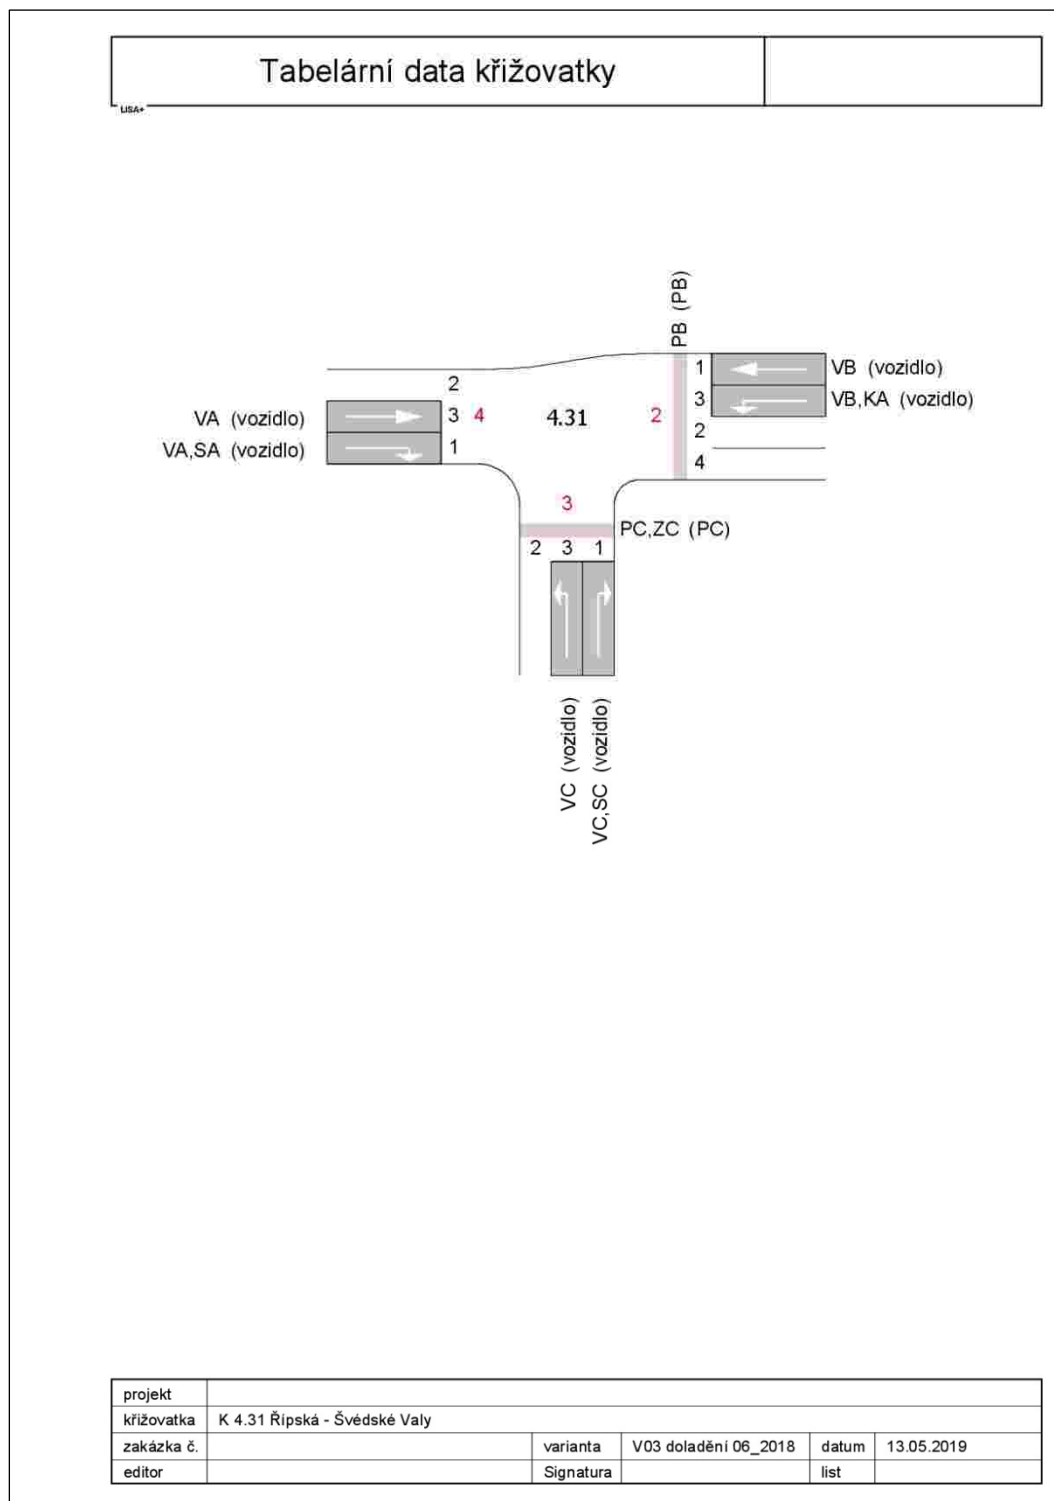 Tabelární data křižovatky
LISA+
PB (PB)
1
VB (vozidlo)
2
3
VB,KA (vozidlo)
VA (vozidlo)
3
4
4.31
2
2
VA,SA (vozidlo)
1
4
3
PC,ZC (PC)
2
3
1
VC (vozidlo)
VC,SC (vozidlo)
projekt
křižovatka K 4.31 Řípská - Švédské Valy
zakázka č. varianta V03 doladění 06_2018 datum 13.05.2019
editor Signatura list